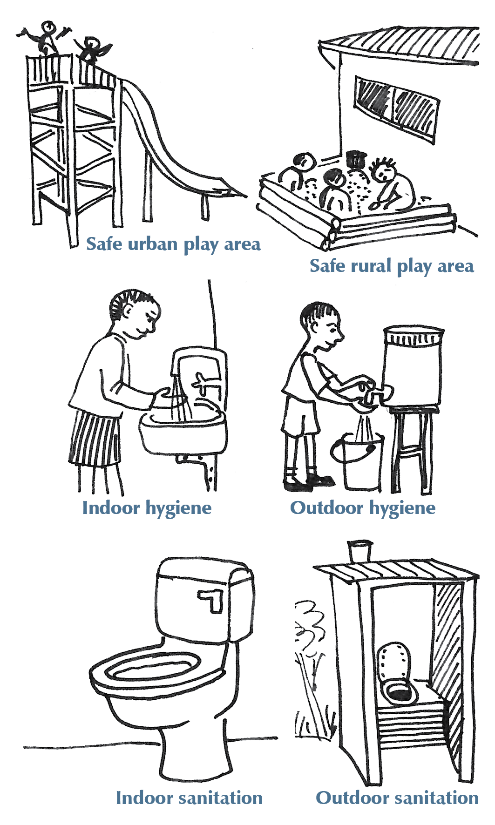 Safe urban play area
Safe rural play area
Indoor hygiene
Outdoor hygiene
Indoor sanitation
Outdoor sanitation